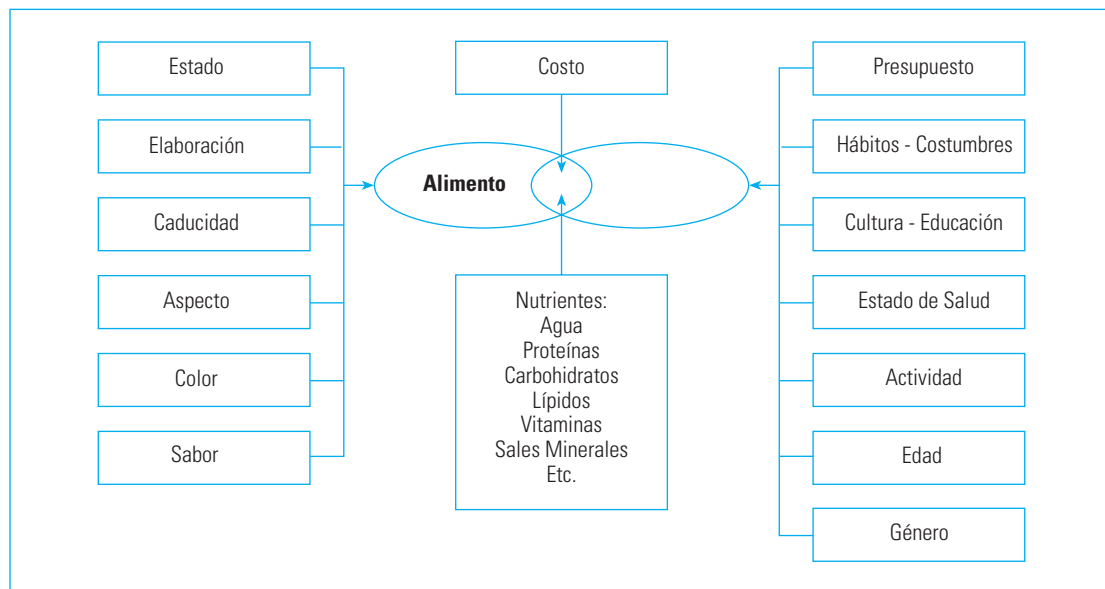 Estado
Elaboración
Caducidad
Aspecto
Color
Sabor
Costo
Alimento
Nutrientes:
Agua
Proteínas
Carbohidratos
Lípidos
Vitaminas
Sales Minerales
Etc.
Presupuesto
Hábitos - Costumbres
Cultura - Educación
Estado de Salud
Actividad
Edad
Género